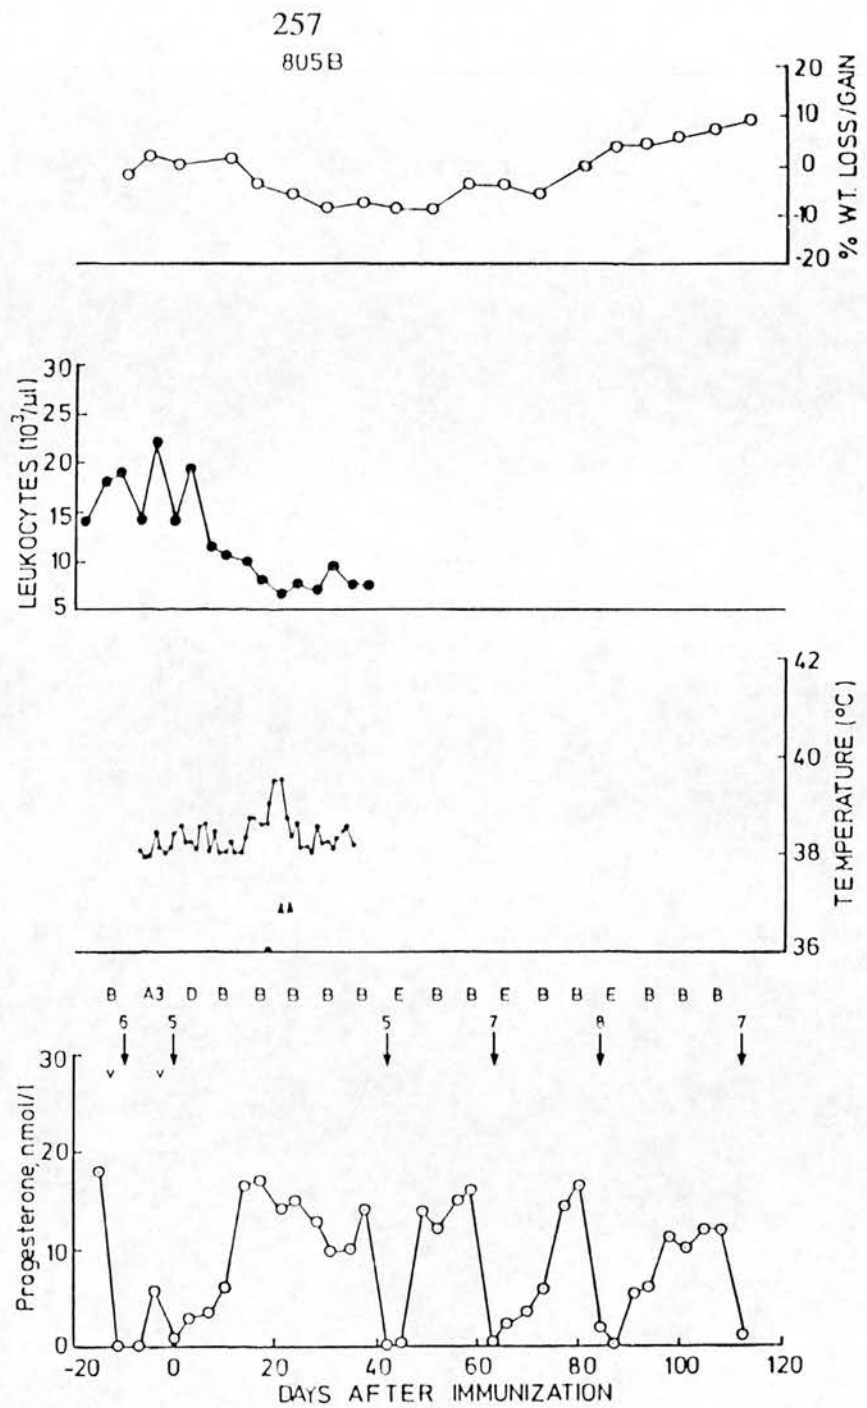 257
805B
20
10
0
-10
-20
% WT. LOSS/GAIN
30
25
20
15
10
5
LEUKOCYTES (10³/µl)
42
40
38
36
TEMPERATURE (°C)
B A3 D B B B B B E B B E B B E B B B
6 5 5 7 6 7
v v
30
20
10
0
Progesterone, nmol/l
-20 0 20 40 60 80 100 120
DAYS AFTER IMMUNIZATION